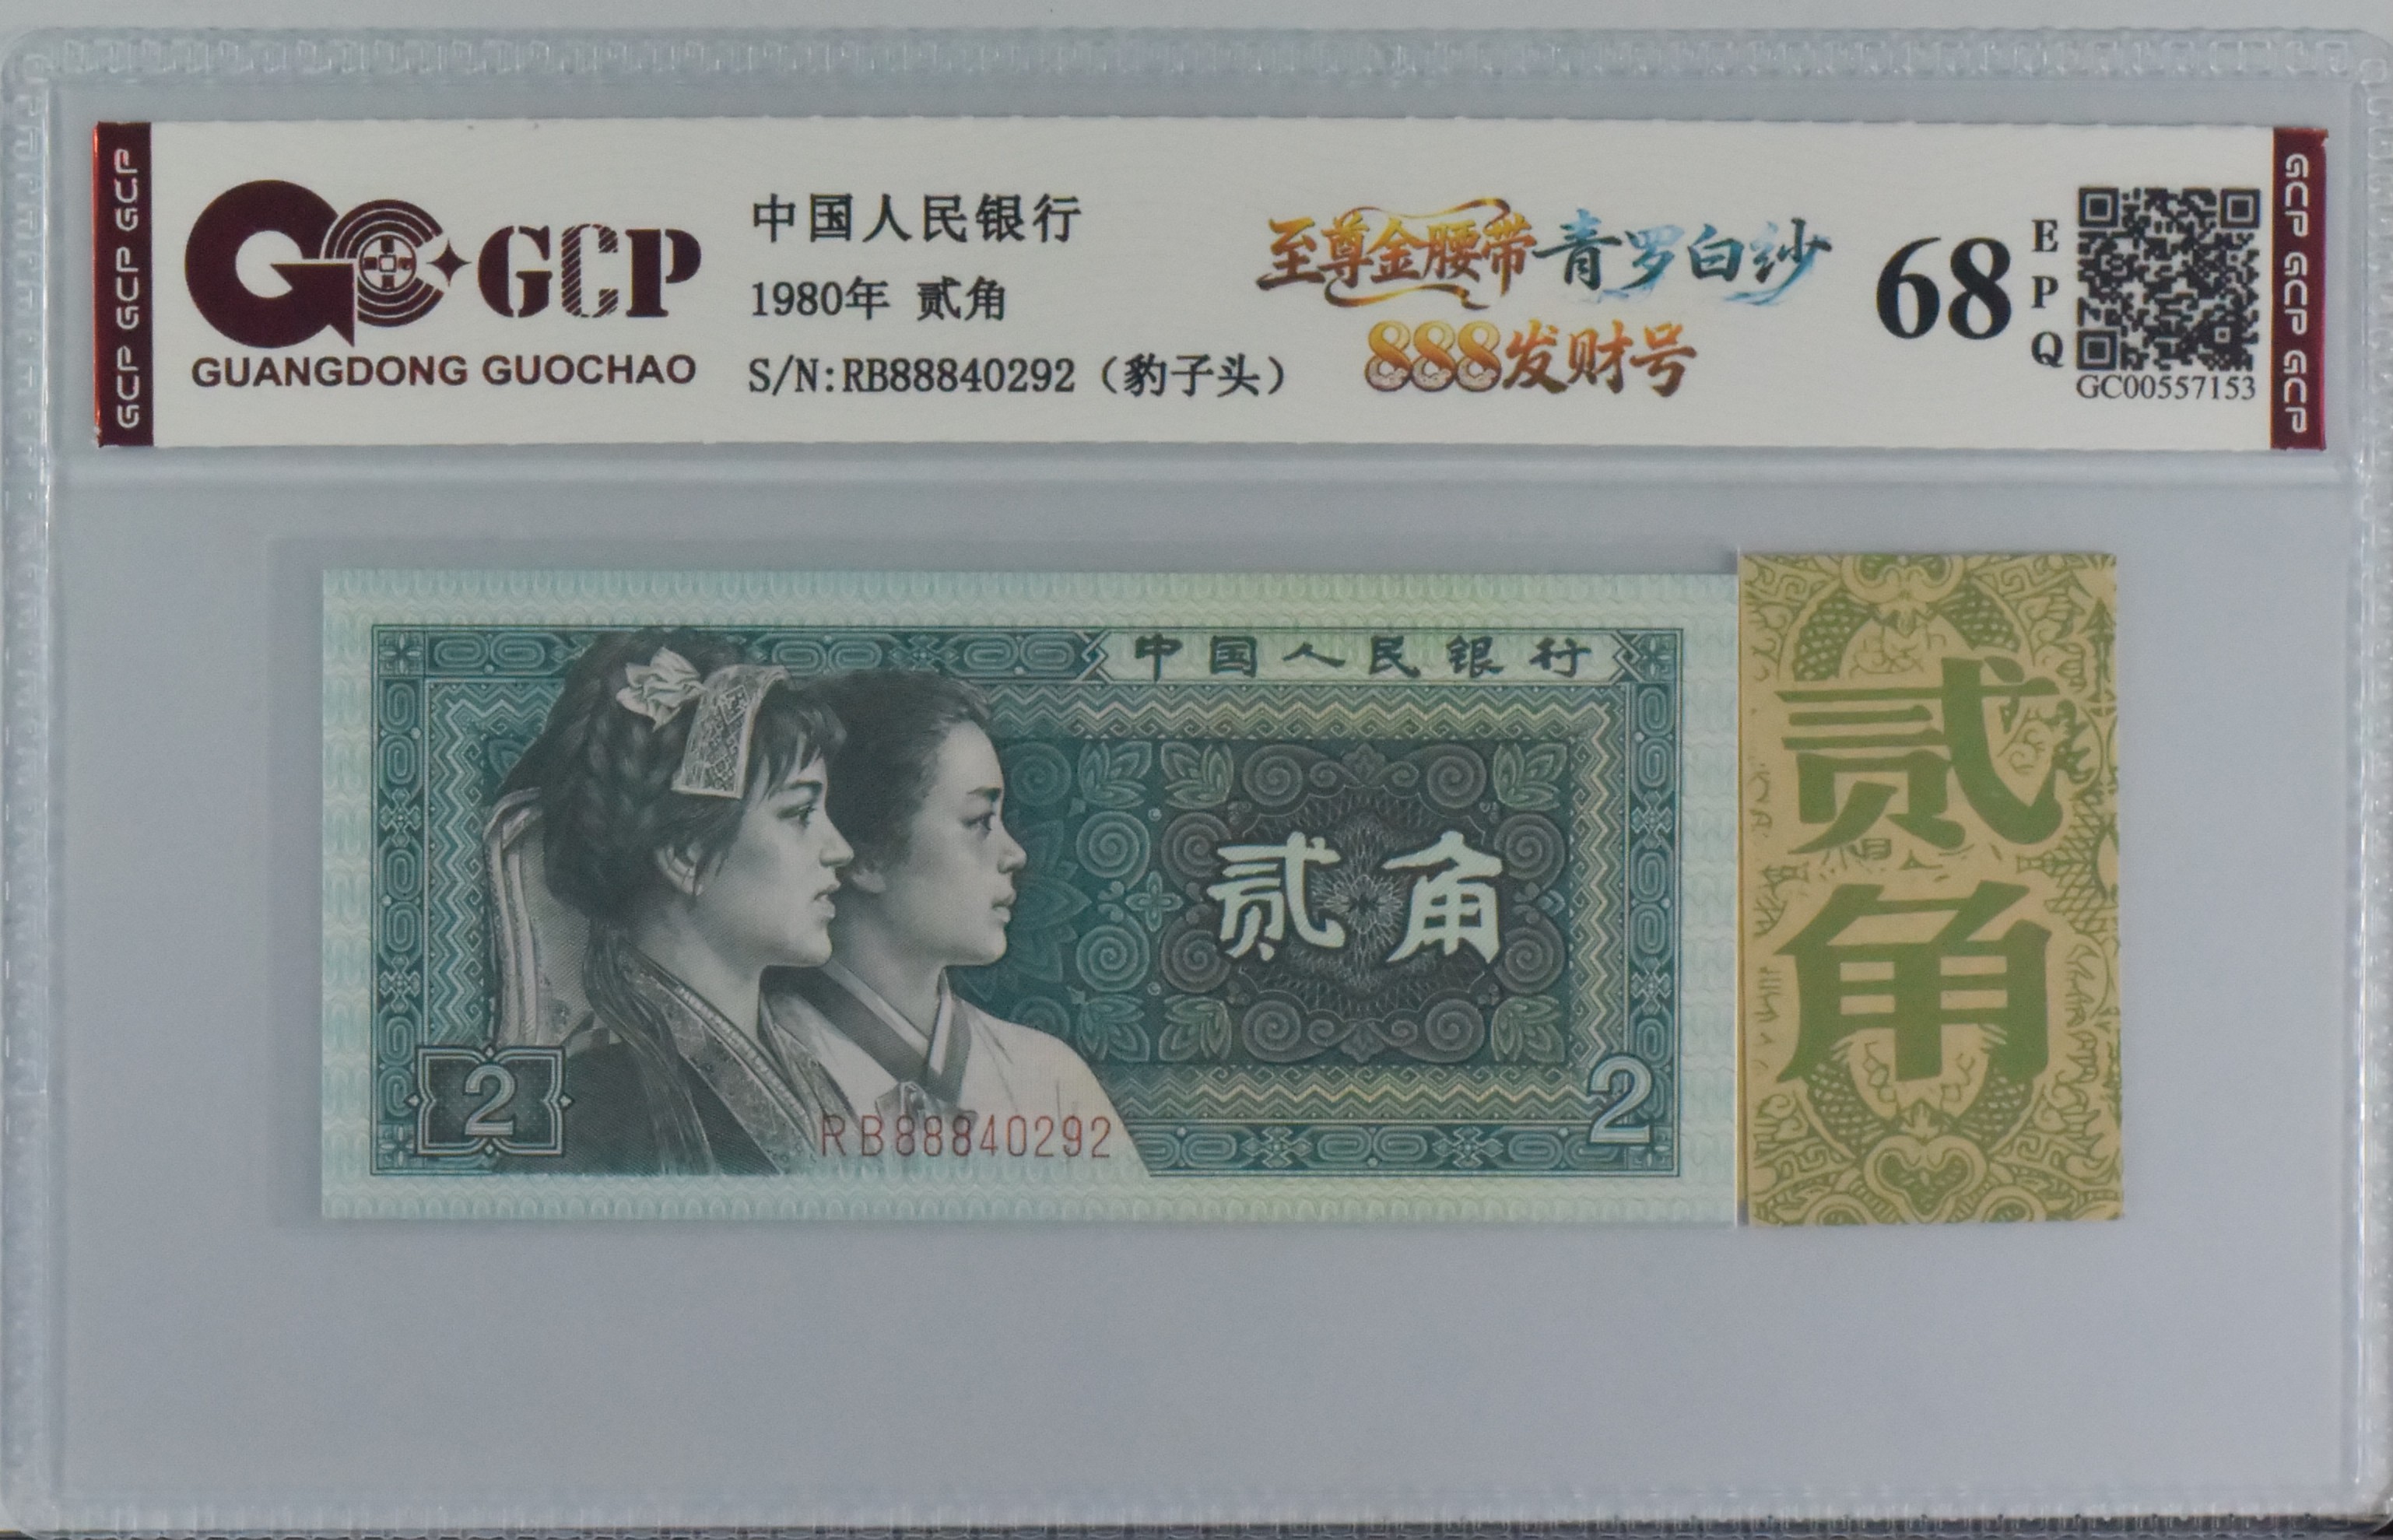 GCP GCP GCP
GCP
GUANGDONG GUOCHAO
中国人民银行
1980年 贰角
S/N:RB88840292（豹子头）
至尊金腰带青罗白纱
888发财号
68
E
P
Q
GC00557153
GCP GCP GCP
中国人民银行
贰角
2
RB88840292
2
贰
角